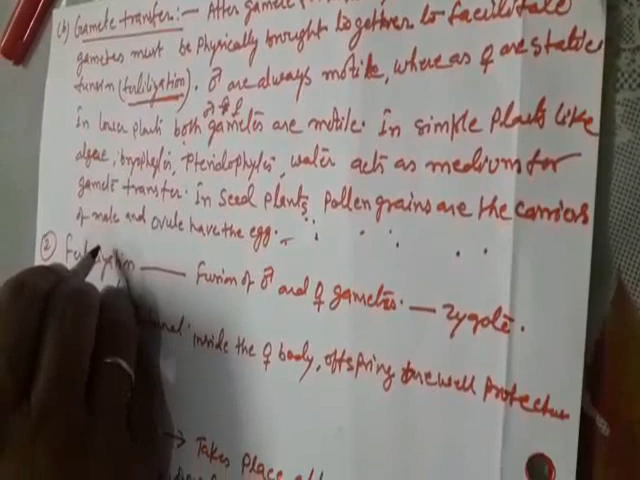 (b) Gamete transfer:- After gamete
gametes must be physically brought together to facilitate
fusion (fertilization). ♂ are always motile, where as ♀ are static
♂ & ♀
In lower plants both gametes are motile. In simple plants like
algae, bryophytes, Pteridophytes, water acts as medium for
gamete transfer. In seed plants, pollen grains are the carriers
of male and ovule have the egg.
② Fertilization — Fusion of ♂ and ♀ gametes. — Zygote.
inside the ♀ body, offspring are well protected
→ Takes place